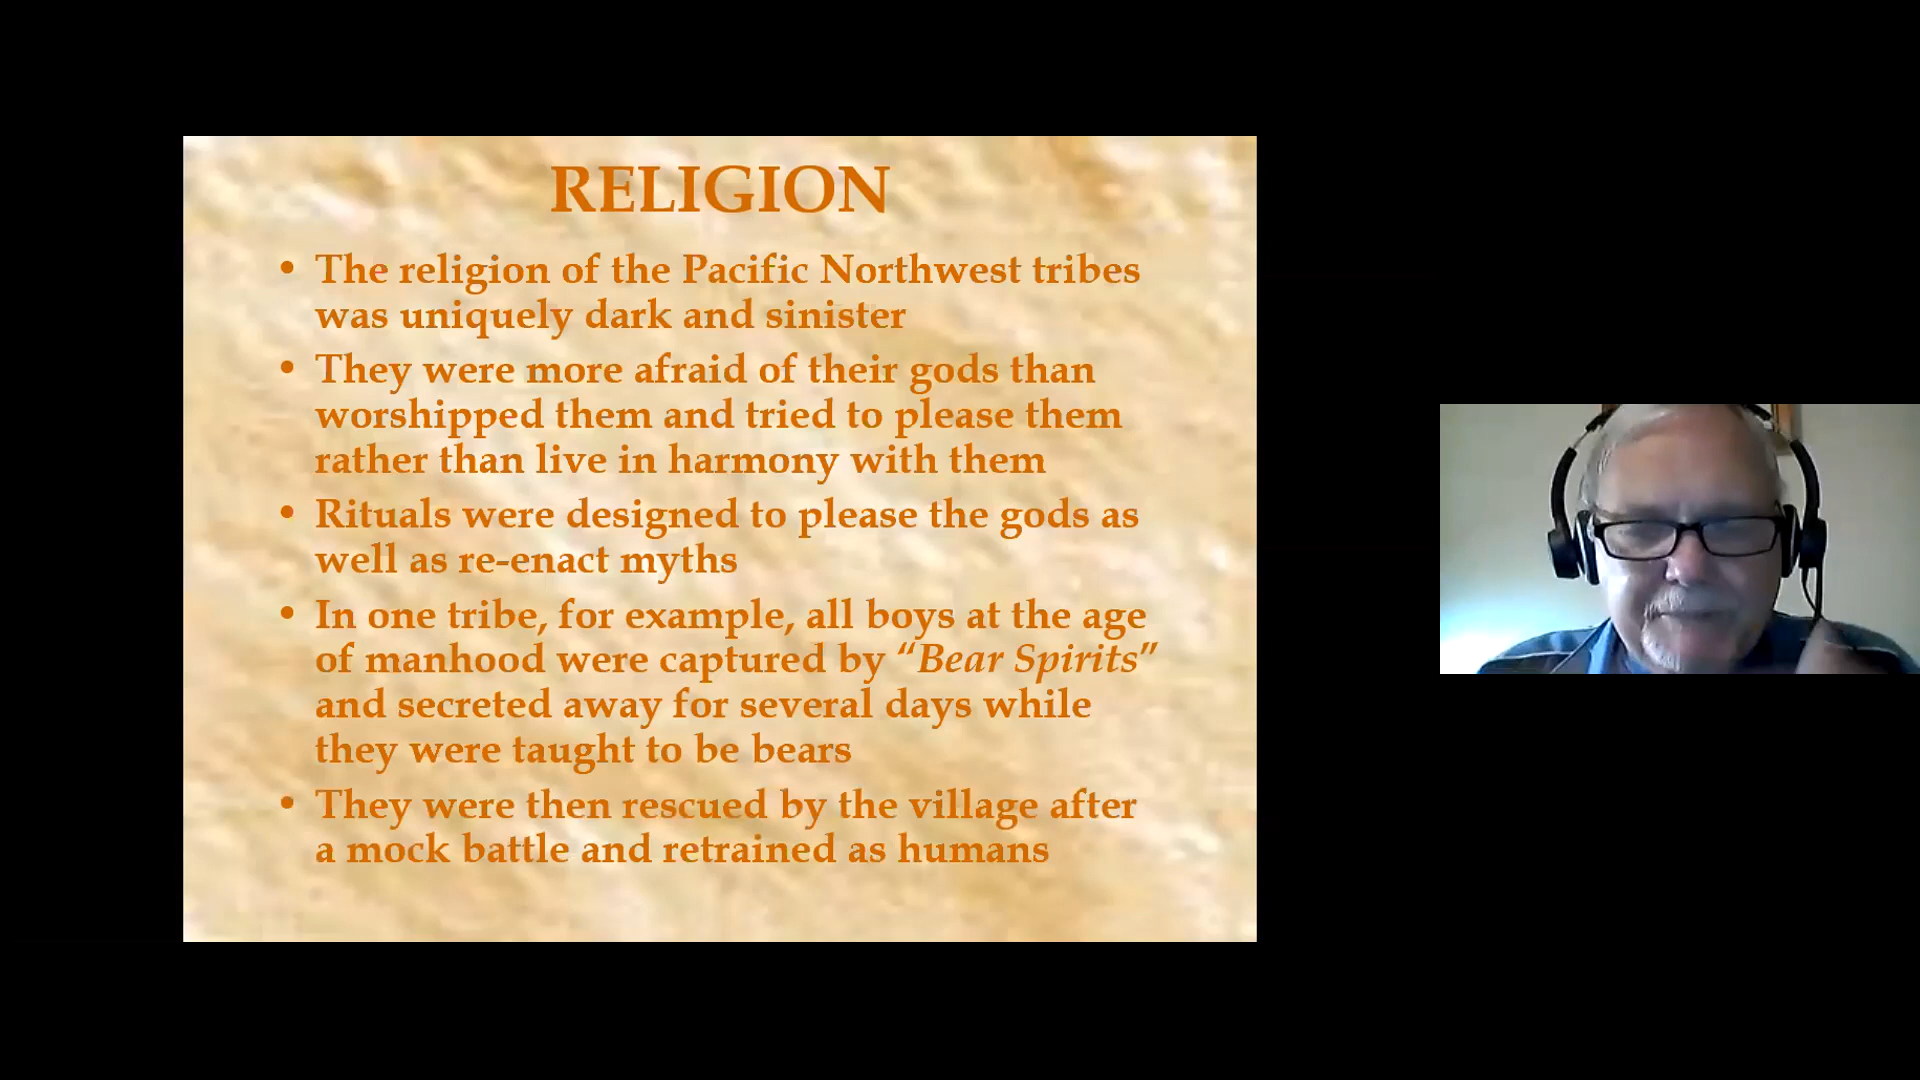 RELIGION
• The religion of the Pacific Northwest tribes
was uniquely dark and sinister
• They were more afraid of their gods than
worshipped them and tried to please them
rather than live in harmony with them
• Rituals were designed to please the gods as
well as re-enact myths
• In one tribe, for example, all boys at the age
of manhood were captured by “Bear Spirits”
and secreted away for several days while
they were taught to be bears
• They were then rescued by the village after
a mock battle and retrained as humans